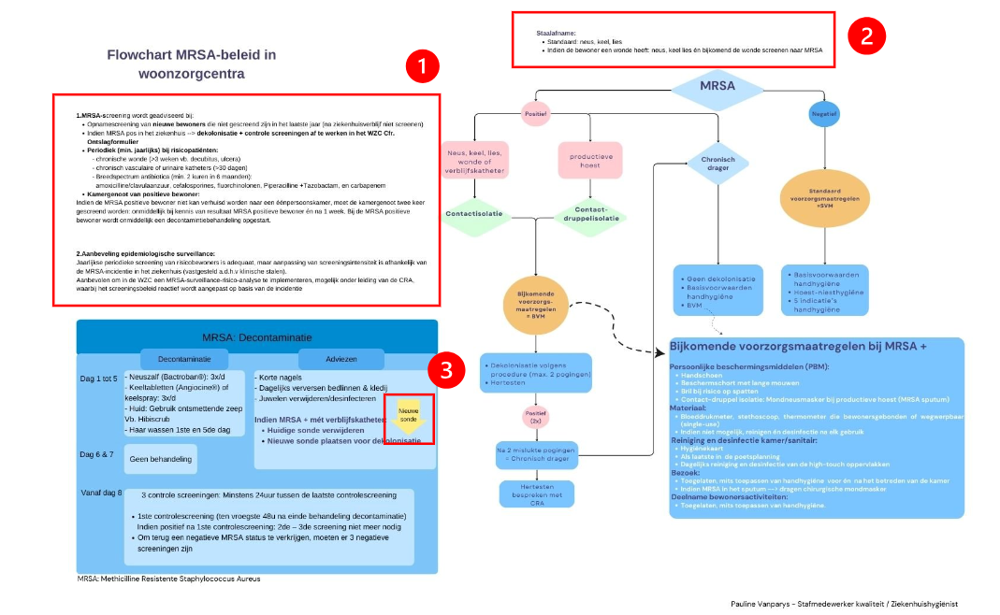 Flowchart MRSA-beleid in
woonzorgcentra
1
1.MRSA-screening wordt geadviseerd bij:
• Opnamescreening van nieuwe bewoners die niet gescreend zijn in het laatste jaar (na ziekenhuisverblijf niet screenen)
• Indien MRSA pos in het ziekenhuis --> dekolonisatie + controle screeningen af te werken in het WZC Cfr.
Ontslagformulier
• Periodiek (min. jaarlijks) bij risicopatiënten:
- chronische wonde (>3 weken vb. decubitus, ulcera)
- chronisch vasculaire of urinaire katheters (>30 dagen)
- Breedspectrum antibiotica (min. 2 kuren in 6 maanden):
amoxicilline/clavulaanzuur, cefalosporines, fluorchinolonen, Piperacilline +Tazobactam, en carbapenem
• Kamergenoot van positieve bewoner:
Indien de MRSA positieve bewoner niet kan verhuisd worden naar een éénpersoonskamer, moet de kamergenoot twee keer
gescreend worden: onmiddellijk bij kennis van resultaat MRSA positieve bewoner én na 1 week. Bij de MRSA positieve
bewoner wordt onmiddellijk een decontamintiebehandeling opgestart.
2.Aanbeveling epidemiologische surveillance:
Jaarlijkse periodieke screening van risicobewoners is adequaat, maar aanpassing van screeningsintensiteit is afhankelijk van
de MRSA-incidentie in het ziekenhuis (vastgesteld a.d.h.v klinische stalen).
Aanbevolen om in de WZC een MRSA-surveillance-risico-analyse te implementeren, mogelijk onder leiding van de CRA,
waarbij het screeningsbeleid reactief wordt aangepast op basis van de incidentie
2
Staalafname:
• Standaard: neus, keel, lies
• Indien de bewoner een wonde heeft: neus, keel lies én bijkomend de wonde screenen naar MRSA
MRSA
Positief
Negatief
Neus, keel, lies,
wonde of
verblijfskatheter
productieve
hoest
Chronisch
drager
Standaard
voorzorgsmaatregelen
=SVM
Contactisolatie
Contact-
druppelisolatie
Bijkomende
voorzorgs-
maatregelen
= BVM
• Geen dekolonisatie
• Basisvoorwaarden
handhygiëne
• BVM
• Basisvoorwaarden
handhygiëne
• Hoest-niesthygiëne
• 5 indicatie's
handhygiëne
• Dekolonisatie volgens
procedure (max. 2 pogingen)
• Hertesten
Positief
(2x)
Na 2 mislukte pogingen
= Chronisch drager
Hertesten
bespreken met
CRA
Bijkomende voorzorgsmaatregelen bij MRSA +
Persoonlijke beschermingsmiddelen (PBM):
• Handschoen
• Beschermschort met lange mouwen
• Bril bij risico op spatten
• Contact-druppel isolatie: Mondneusmasker bij productieve hoest (MRSA sputum)
Materiaal:
• Bloeddrukmeter, stethoscoop, thermometer die bewonersgebonden of wegwerpbaar
(single-use)
• Indien niet mogelijk, reinigen én desinfectie na elk gebruik
Reiniging en desinfectie kamer/sanitair:
• Hygiënekaart
• Als laatste in de poetsplanning
• Dagelijks reiniging en desinfectie van de high-touch oppervlakken
Bezoek:
• Toegelaten, mits toepassen van handhygiëne voor én na het betreden van de kamer
• Indien MRSA in het sputum --> dragen chirurgische mondmasker
Deelname bewonersactiviteiten:
• Toegelaten, mits toepassen van handhygiëne.
3
MRSA: Decontaminatie
Decontaminatie
Adviezen
Dag 1 tot 5
- Neuszalf (Bactroban®): 3x/d
- Keeltabletten (Angiocine®) of
keelspray: 3x/d
- Huid: Gebruik ontsmettende zeep
Vb. Hibiscrub
- Haar wassen 1ste en 5de dag
- Korte nagels
- Dagelijks verversen bedlinnen & kledij
- Juwelen verwijderen/desinfecteren
Indien MRSA + mét verblijfskatheter:
• Huidige sonde verwijderen
• Nieuwe sonde plaatsen voor dekolonisatie
Nieuwe
sonde
Dag 6 & 7
Geen behandeling
Vanaf dag 8
3 controle screeningen: Minstens 24uur tussen de laatste controlescreening
• 1ste controlescreening (ten vroegste 48u na einde behandeling decontaminatie)
Indien positief na 1ste controlescreening: 2de – 3de screening niet meer nodig
• Om terug een negatieve MRSA status te verkrijgen, moeten er 3 negatieve
screeningen zijn
MRSA: Methicilline Resistente Staphylococcus Aureus
Pauline Vanparys - Stafmedewerker kwaliteit / Ziekenhuishygiënist